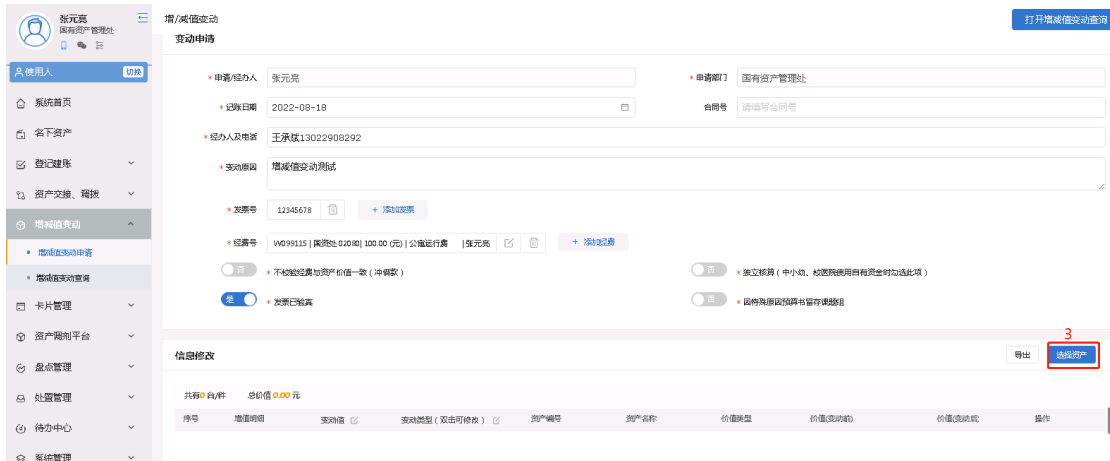 张元亮
国有资产管理处
使用人 切换
系统首页
名下资产
登记建账
资产交接、调拨
增减值变动
增减值变动申请
增减值变动查询
卡片管理
资产调剂平台
盘点管理
处置管理
待办中心
系统管理
增/减值变动 打开增减值变动查询
变动申请
* 申请/经办人 张元亮 * 申请部门 国有资产管理处
* 记账日期 2022-08-18 合同号 请填写合同号
* 经办人及电话 王承斌13022908292
* 变动原因 增减值变动测试
* 发票号 12345678 + 添加发票
* 经费号 W099115 | 国资处 02080| 100.00 (元) | 公寓运行费 | 张元亮 + 添加经费
否 * 不校验经费与资产价值一致（冲借款） 否 * 独立核算（中小幼、校医院使用自有资金时勾选此项）
是 * 发票已验真 否 * 因特殊原因预算书留存课题组
3
信息修改 导出 选择资产
共有0 台/件 总价值 0.00 元
序号 增值明细 变动值 变动类型（双击可修改） 资产编号 资产名称 价值类型 价值(变动前) 价值(变动后) 操作